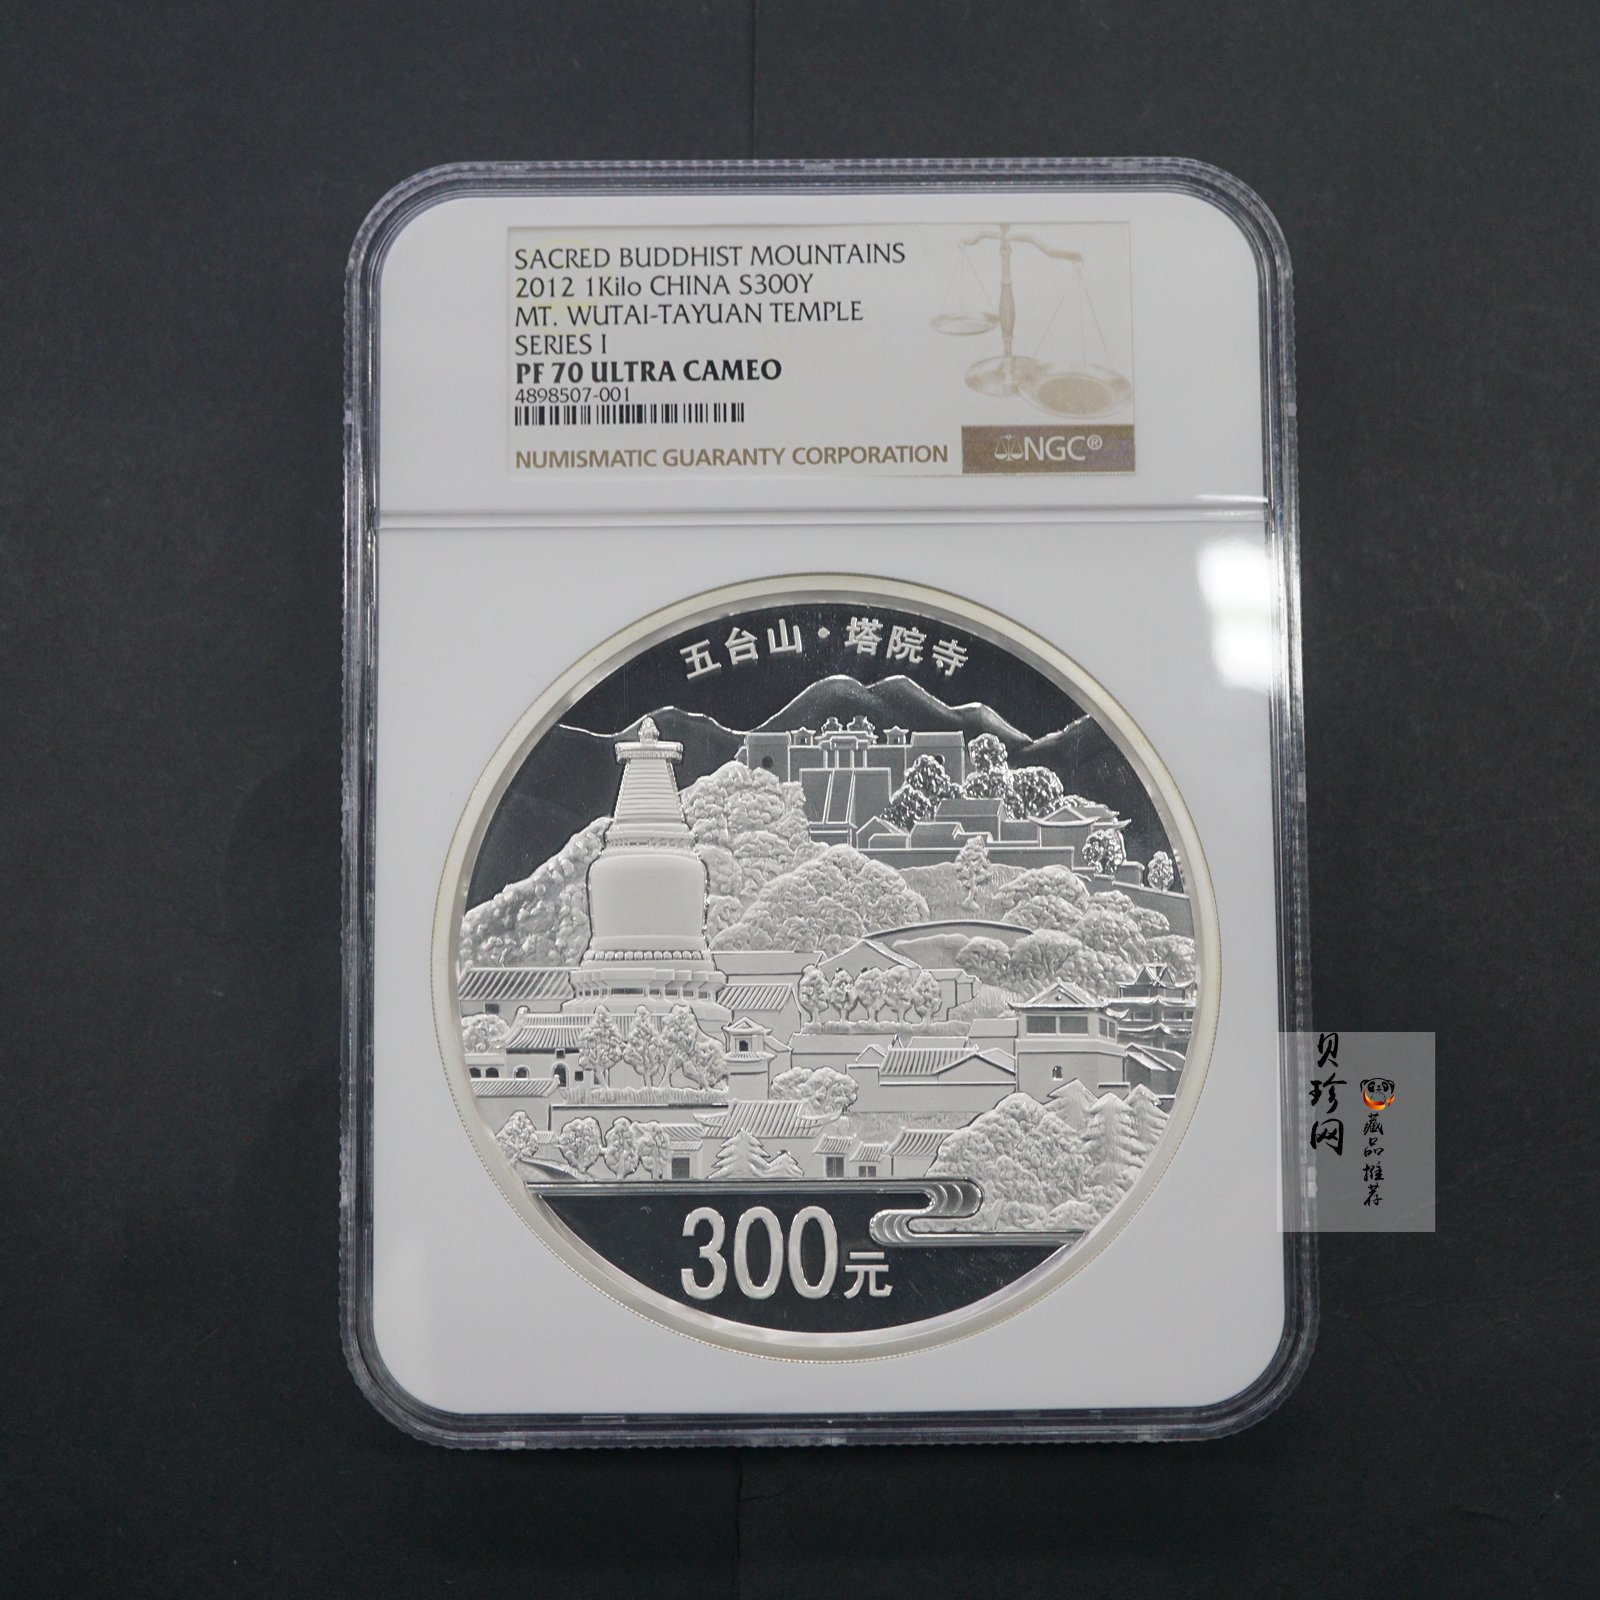 SACRED BUDDHIST MOUNTAINS
2012 1Kilo CHINA S300Y
MT. WUTAI-TAYUAN TEMPLE
SERIES I
PF 70 ULTRA CAMEO
4898507-001
NUMISMATIC GUARANTY CORPORATION
NGC®
五台山·塔院寺
300元
贝珍网
藏品推荐